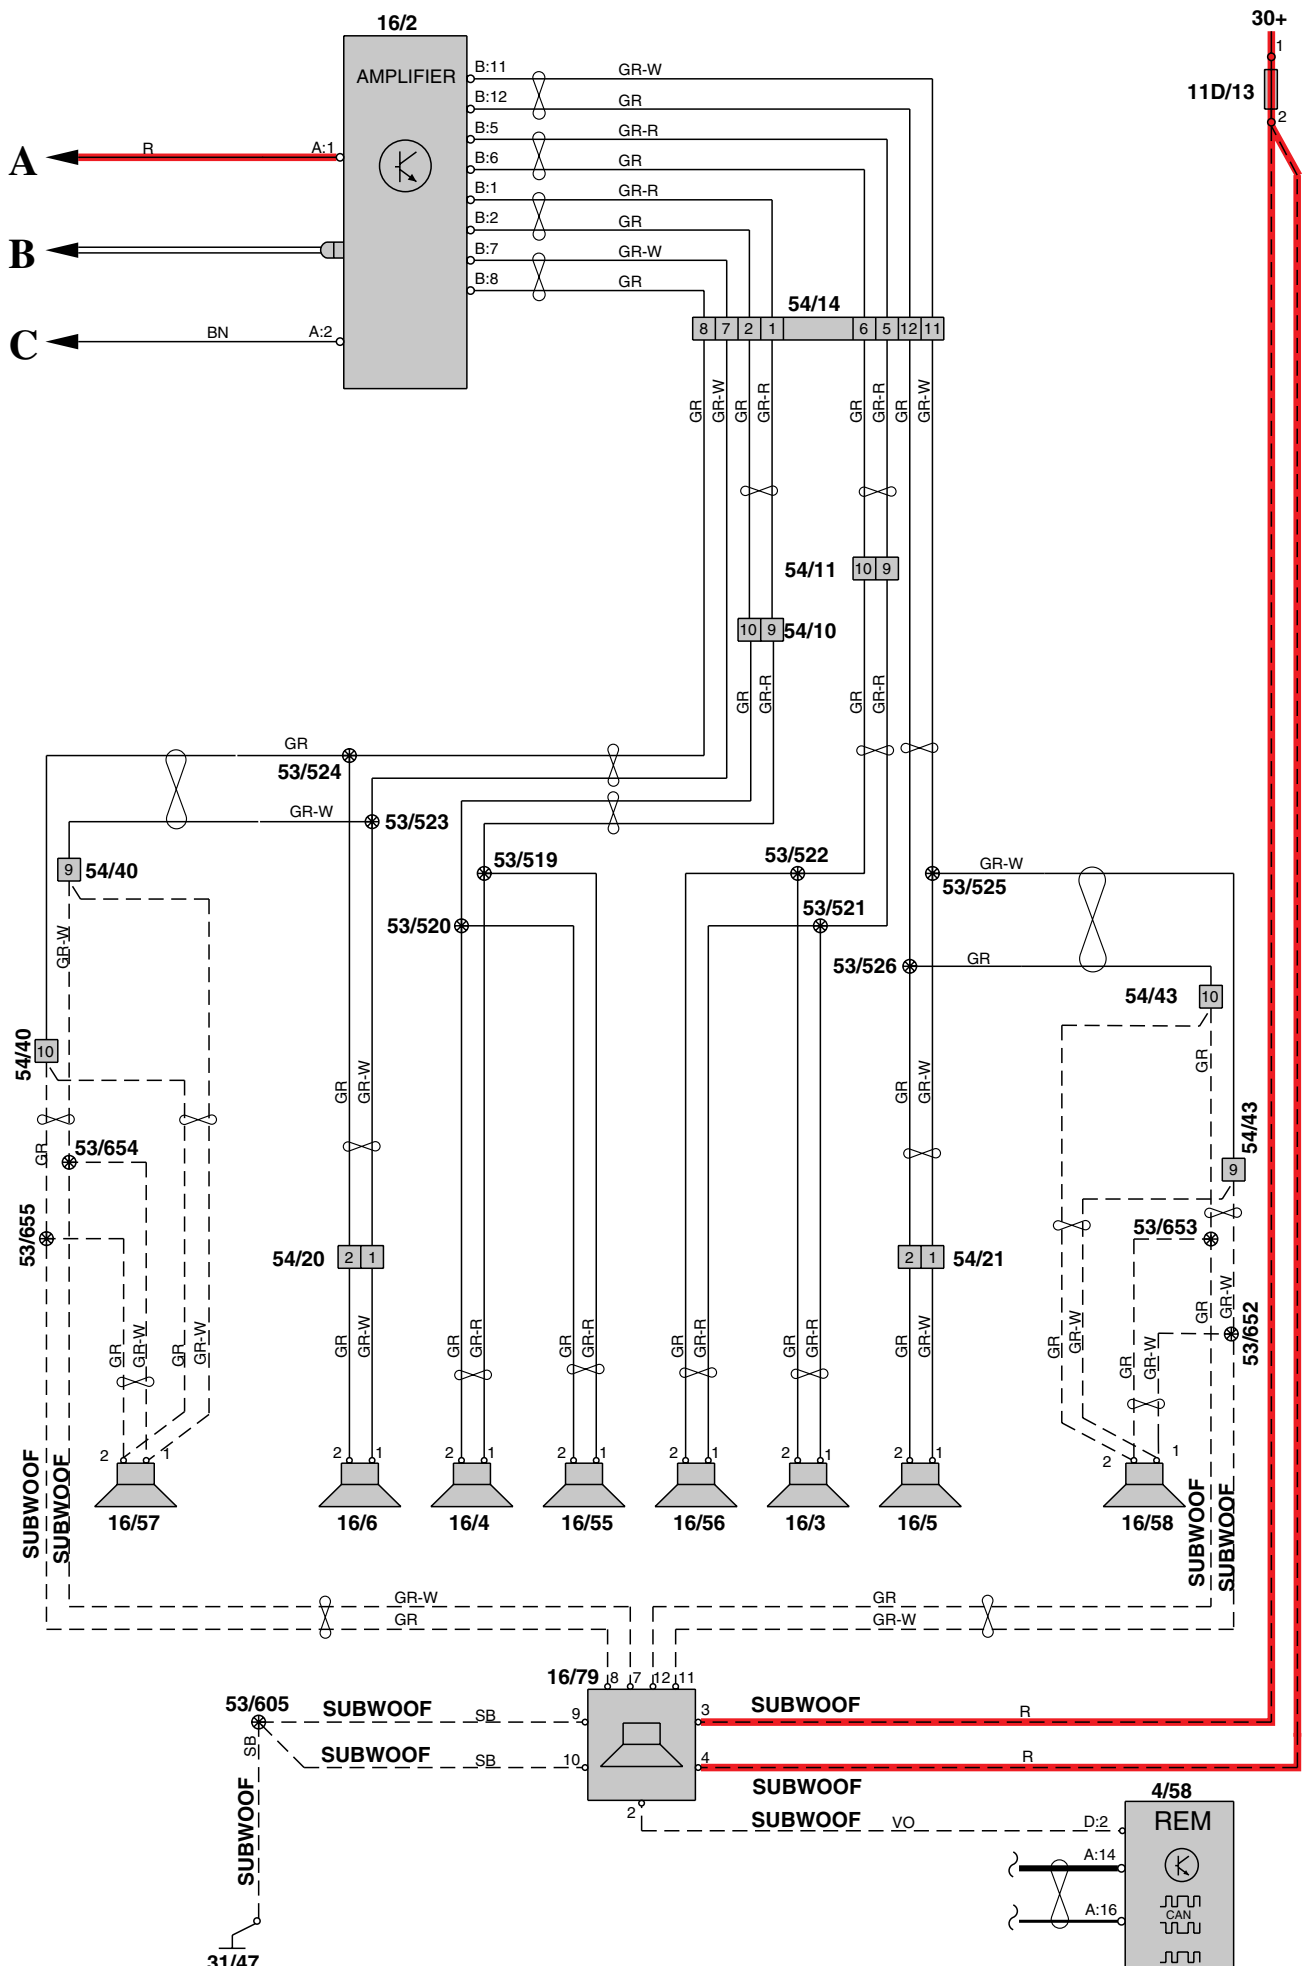 16/2
30+
AMPLIFIER
B:11
GR-W
1
B:12
GR
11D/13
2
B:5
GR-R
A
R
A:1
B:6
GR
B:1
GR-R
B:2
GR
B
B:7
GR-W
B:8
GR
54/14
C
BN
A:2
8 7 2 1 6 5 12 11
GR GR-W GR GR-R GR GR-R GR GR-W
54/11
10 9
10 9
54/10
GR GR-R GR GR-R
GR
53/524
GR-W
53/523
53/519
53/522
GR-W
9
54/40
53/525
53/520
53/521
GR-W
53/526
GR
54/43
10
54/40
10
GR
GR GR-W
GR GR-W
54/43
GR
53/654
9
53/655
53/653
54/20
2 1
2 1
54/21
GR
GR-W
53/652
GR GR-W GR GR-W
GR GR-W
GR GR-R
GR GR-R
GR GR-R
GR GR-R
GR GR-W
GR GR-W GR GR-W
2 1
2 1
2 1
2 1
2 1
2 1
2 1
2 1
SUBWOOF
SUBWOOF
16/57
16/6
16/4
16/55
16/56
16/3
16/5
16/58
SUBWOOF
SUBWOOF
GR-W
GR
GR
GR-W
16/79
8 7 12 11
53/605
SUBWOOF
SB
9
3
SUBWOOF
R
SB
SUBWOOF
SB
10
4
R
SUBWOOF
4/58
SUBWOOF
2
SUBWOOF
VO
D:2
REM
A:14
A:16
CAN
31/47